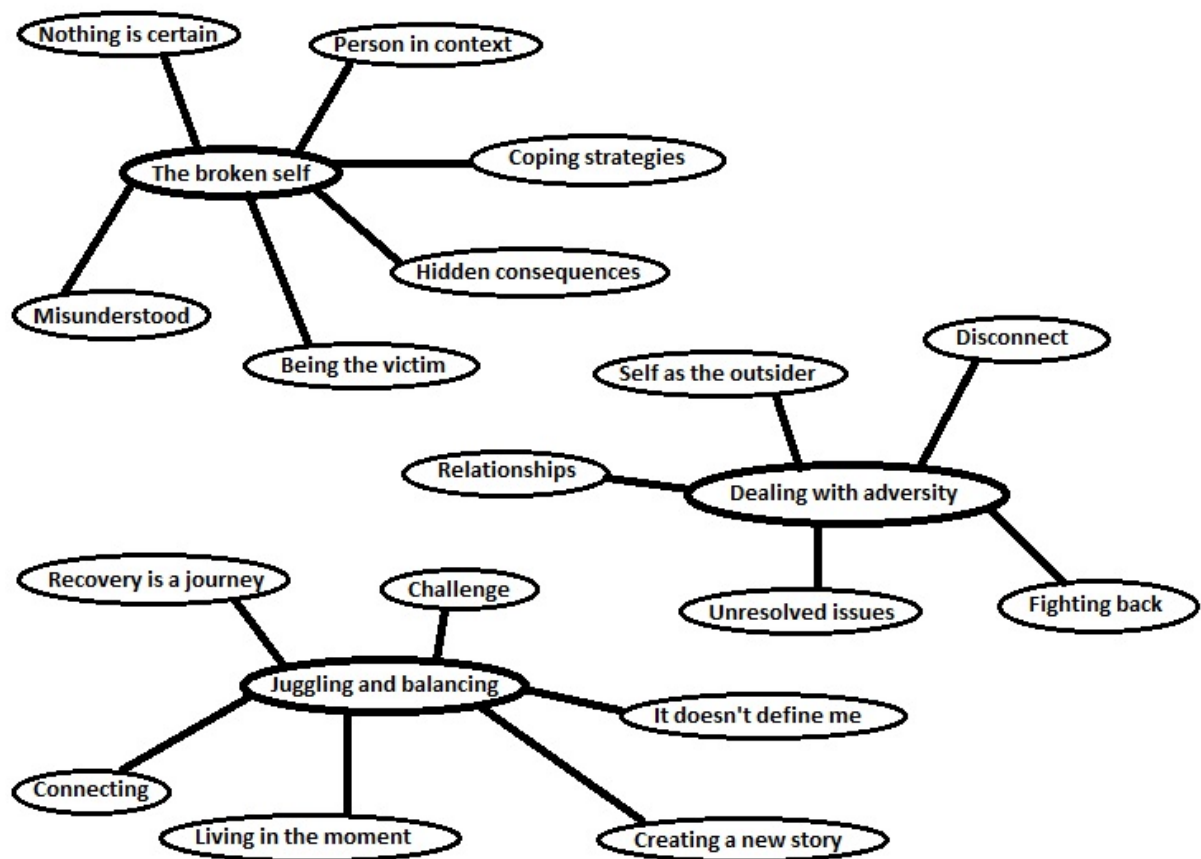 Nothing is certain
Person in context
Coping strategies
The broken self
Hidden consequences
Misunderstood
Being the victim
Disconnect
Self as the outsider
Relationships
Dealing with adversity
Unresolved issues
Fighting back
Recovery is a journey
Challenge
Juggling and balancing
It doesn't define me
Connecting
Living in the moment
Creating a new story